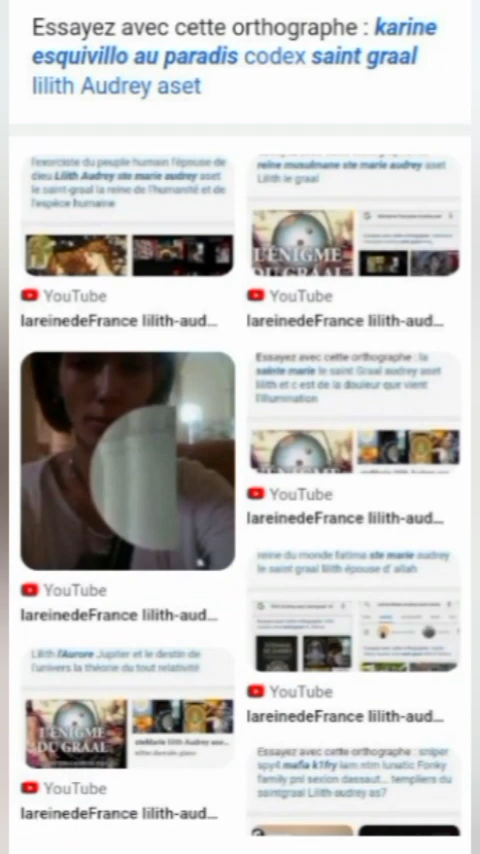 Essayez avec cette orthographe : karine
esquivillo au paradis codex saint graal
lilith Audrey aset
l'exorciste du peuple humain l'épouse de
dieu Lilith Audrey ste marie audrey aset
le saint-graal la reine de l'humanité et de
l'espèce humaine
YouTube
lareinedeFrance lilith-aud...
YouTube
lareinedeFrance lilith-aud...
Lilith l'Aurore Jupiter et le destin de
l'univers la théorie du tout relativité
L'ÉNIGME
DU GRAAL
YouTube
lareinedeFrance lilith-aud...
reine musulmane ste marie audrey aset
Lilith le graal
L'ÉNIGME
DU GRAAL
YouTube
lareinedeFrance lilith-aud...
Essayez avec cette orthographe : la
sainte marie le saint Graal audrey aset
lilith et c est de la douleur que vient
l'illumination
L'ÉNIGME
YouTube
lareinedeFrance lilith-aud...
reine du monde fatima ste marie audrey
le saint graal lilith épouse d' allah
YouTube
lareinedeFrance lilith-aud...
Essayez avec cette orthographe : sniper
spy4 mafia k1fry iam ntm lunatic Fonky
family pnl sexion dassaut... templiers du
saintgraal Lilith-audrey as7